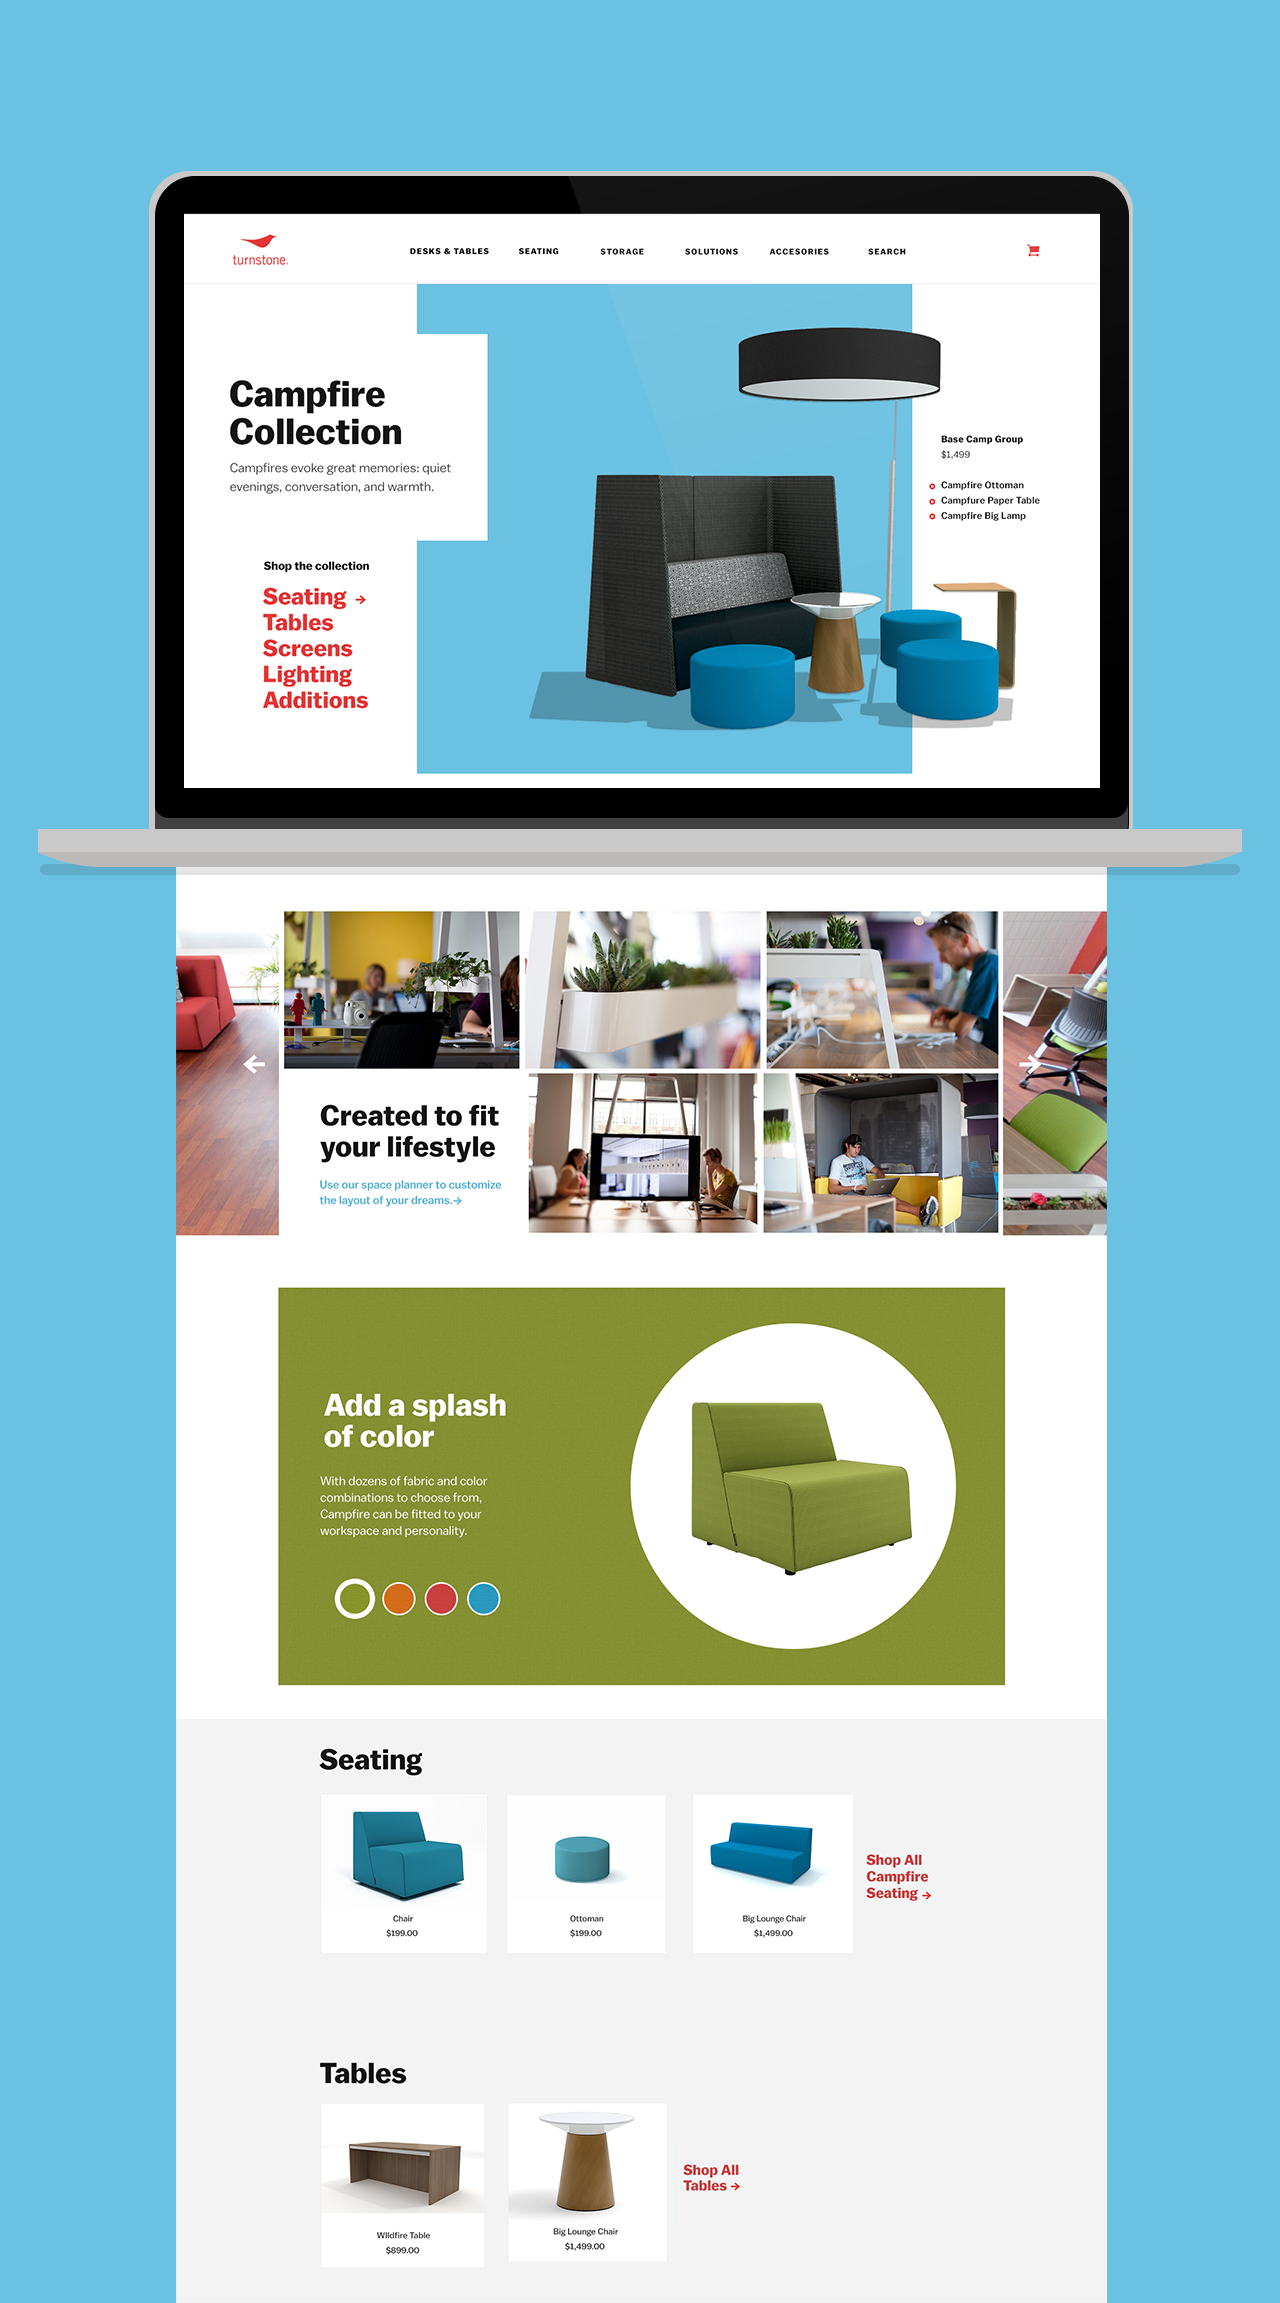 turnstone.
DESKS & TABLES
SEATING
STORAGE
SOLUTIONS
ACCESORIES
SEARCH
Campfire
Collection
Campfires evoke great memories: quiet
evenings, conversation, and warmth.
Shop the collection
Seating →
Tables
Screens
Lighting
Additions
Base Camp Group
$1,499
Campfire Ottoman
Campfure Paper Table
Campfire Big Lamp
Created to fit
your lifestyle
Use our space planner to customize
the layout of your dreams.→
Add a splash
of color
With dozens of fabric and color
combinations to choose from,
Campfire can be fitted to your
workspace and personality.
Seating
Chair
$199.00
Ottoman
$199.00
Big Lounge Chair
$1,499.00
Shop All
Campfire
Seating →
Tables
WIldfire Table
$899.00
Big Lounge Chair
$1,499.00
Shop All
Tables →